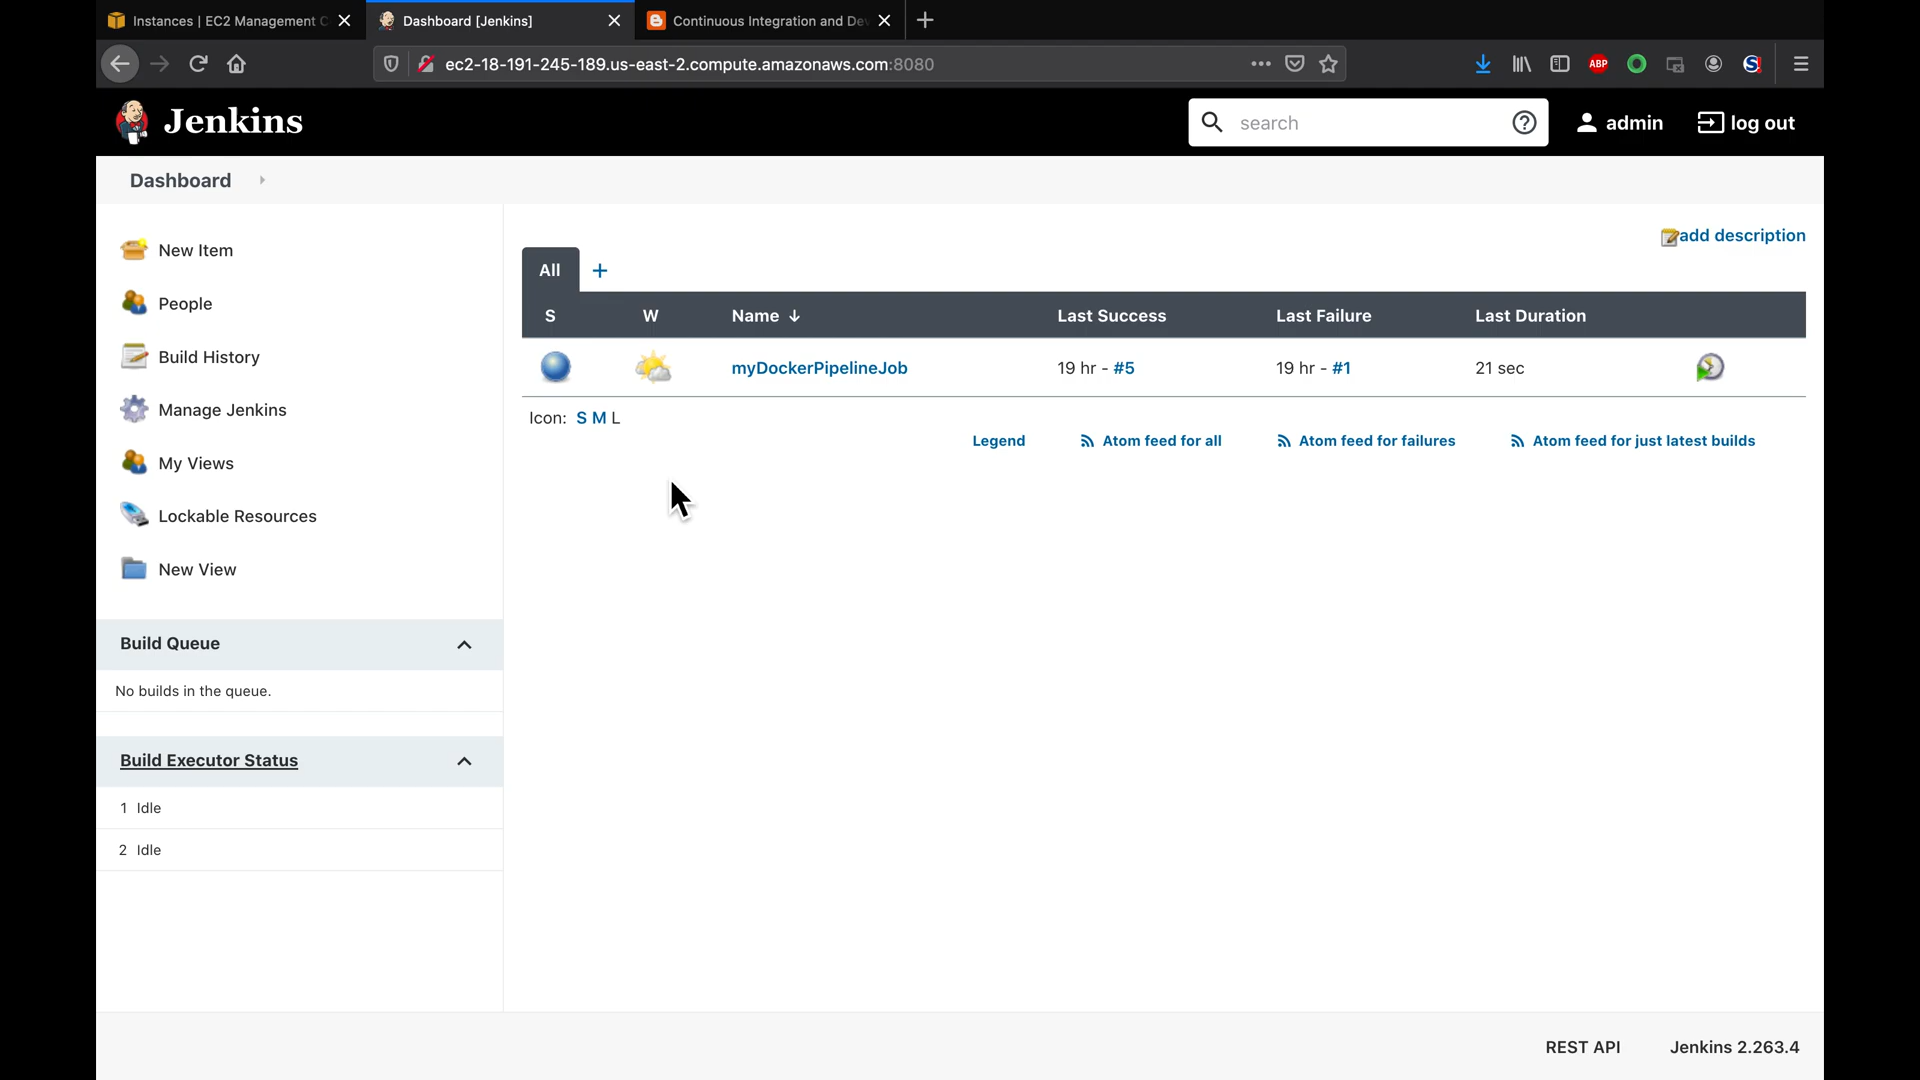 Instances | EC2 Management C
Dashboard [Jenkins]
Continuous Integration and De
ec2-18-191-245-189.us-east-2.compute.amazonaws.com:8080
ABP
Jenkins
search
admin
log out
Dashboard
New Item
People
Build History
Manage Jenkins
My Views
Lockable Resources
New View
Build Queue
No builds in the queue.
Build Executor Status
1 Idle
2 Idle
add description
All +
S W Name ↓ Last Success Last Failure Last Duration
myDockerPipelineJob 19 hr - #5 19 hr - #1 21 sec
Icon: S M L
Legend Atom feed for all Atom feed for failures Atom feed for just latest builds
REST API Jenkins 2.263.4